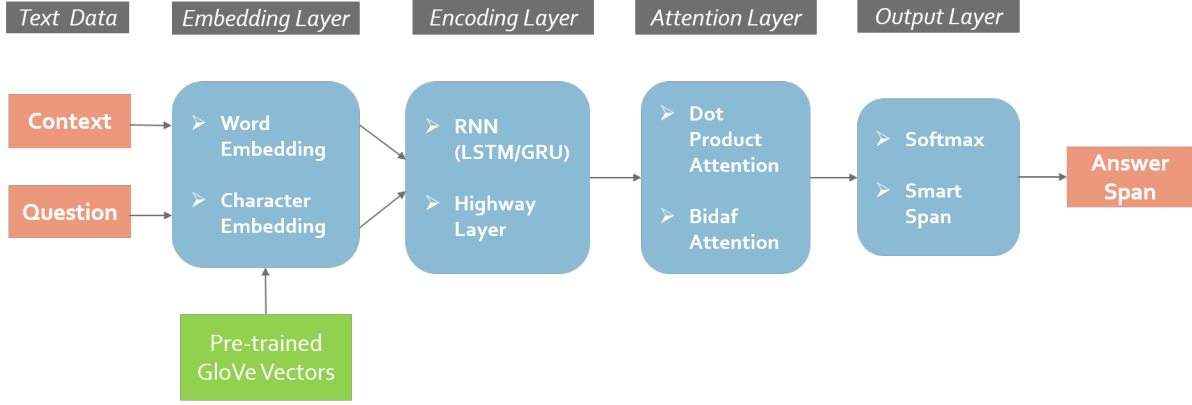 Text Data
Embedding Layer
Encoding Layer
Attention Layer
Output Layer
Context
Question
Word
Embedding
Character
Embedding
Pre-trained
GloVe Vectors
RNN
(LSTM/GRU)
Highway
Layer
Dot
Product
Attention
Bidaf
Attention
Softmax
Smart
Span
Answer
Span